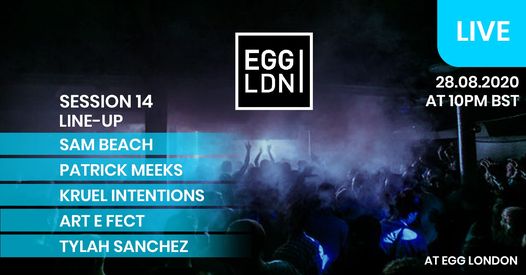 LIVE
EGG
LDN
28.08.2020
AT 10PM BST
SESSION 14
LINE-UP
SAM BEACH
PATRICK MEEKS
KRUEL INTENTIONS
ART E FECT
TYLAH SANCHEZ
AT EGG LONDON